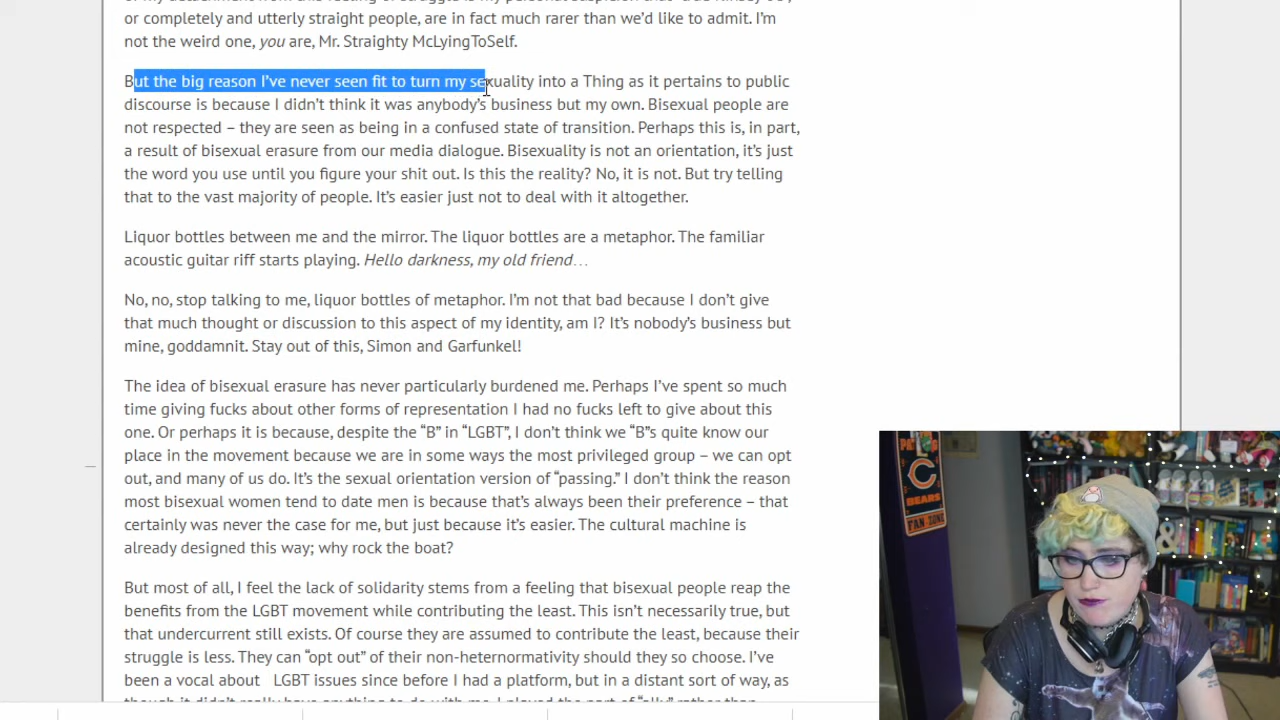 or completely and utterly straight people, are in fact much rarer than we'd like to admit. I'm
not the weird one, you are, Mr. Straighty McLyingToSelf.
But the big reason I've never seen fit to turn my sexuality into a Thing as it pertains to public
discourse is because I didn't think it was anybody's business but my own. Bisexual people are
not respected – they are seen as being in a confused state of transition. Perhaps this is, in part,
a result of bisexual erasure from our media dialogue. Bisexuality is not an orientation, it's just
the word you use until you figure your shit out. Is this the reality? No, it is not. But try telling
that to the vast majority of people. It's easier just not to deal with it altogether.
Liquor bottles between me and the mirror. The liquor bottles are a metaphor. The familiar
acoustic guitar riff starts playing. Hello darkness, my old friend…
No, no, stop talking to me, liquor bottles of metaphor. I'm not that bad because I don't give
that much thought or discussion to this aspect of my identity, am I? It's nobody's business but
mine, goddamnit. Stay out of this, Simon and Garfunkel!
The idea of bisexual erasure has never particularly burdened me. Perhaps I've spent so much
time giving fucks about other forms of representation I had no fucks left to give about this
one. Or perhaps it is because, despite the “B” in “LGBT”, I don't think we “B”s quite know our
place in the movement because we are in some ways the most privileged group – we can opt
out, and many of us do. It's the sexual orientation version of “passing.” I don't think the reason
most bisexual women tend to date men is because that's always been their preference – that
certainly was never the case for me, but just because it's easier. The cultural machine is
already designed this way; why rock the boat?
But most of all, I feel the lack of solidarity stems from a feeling that bisexual people reap the
benefits from the LGBT movement while contributing the least. This isn't necessarily true, but
that undercurrent still exists. Of course they are assumed to contribute the least, because their
struggle is less. They can “opt out” of their non-heternormativity should they so choose. I've
been a vocal about LGBT issues since before I had a platform, but in a distant sort of way, as
BEARS
FAN ZONE
&